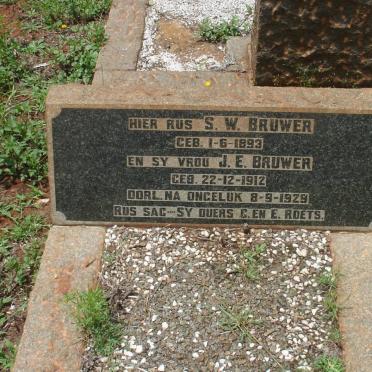 HIER RUS S. W. BRUWER
GEB. 1-6-1893
EN SY VROU J. E. BRUWER
GEB. 22-12-1912
OORL. NA ONGELUK 8-9-1929
RUS SAG—SY OUERS C. EN E. ROETS.